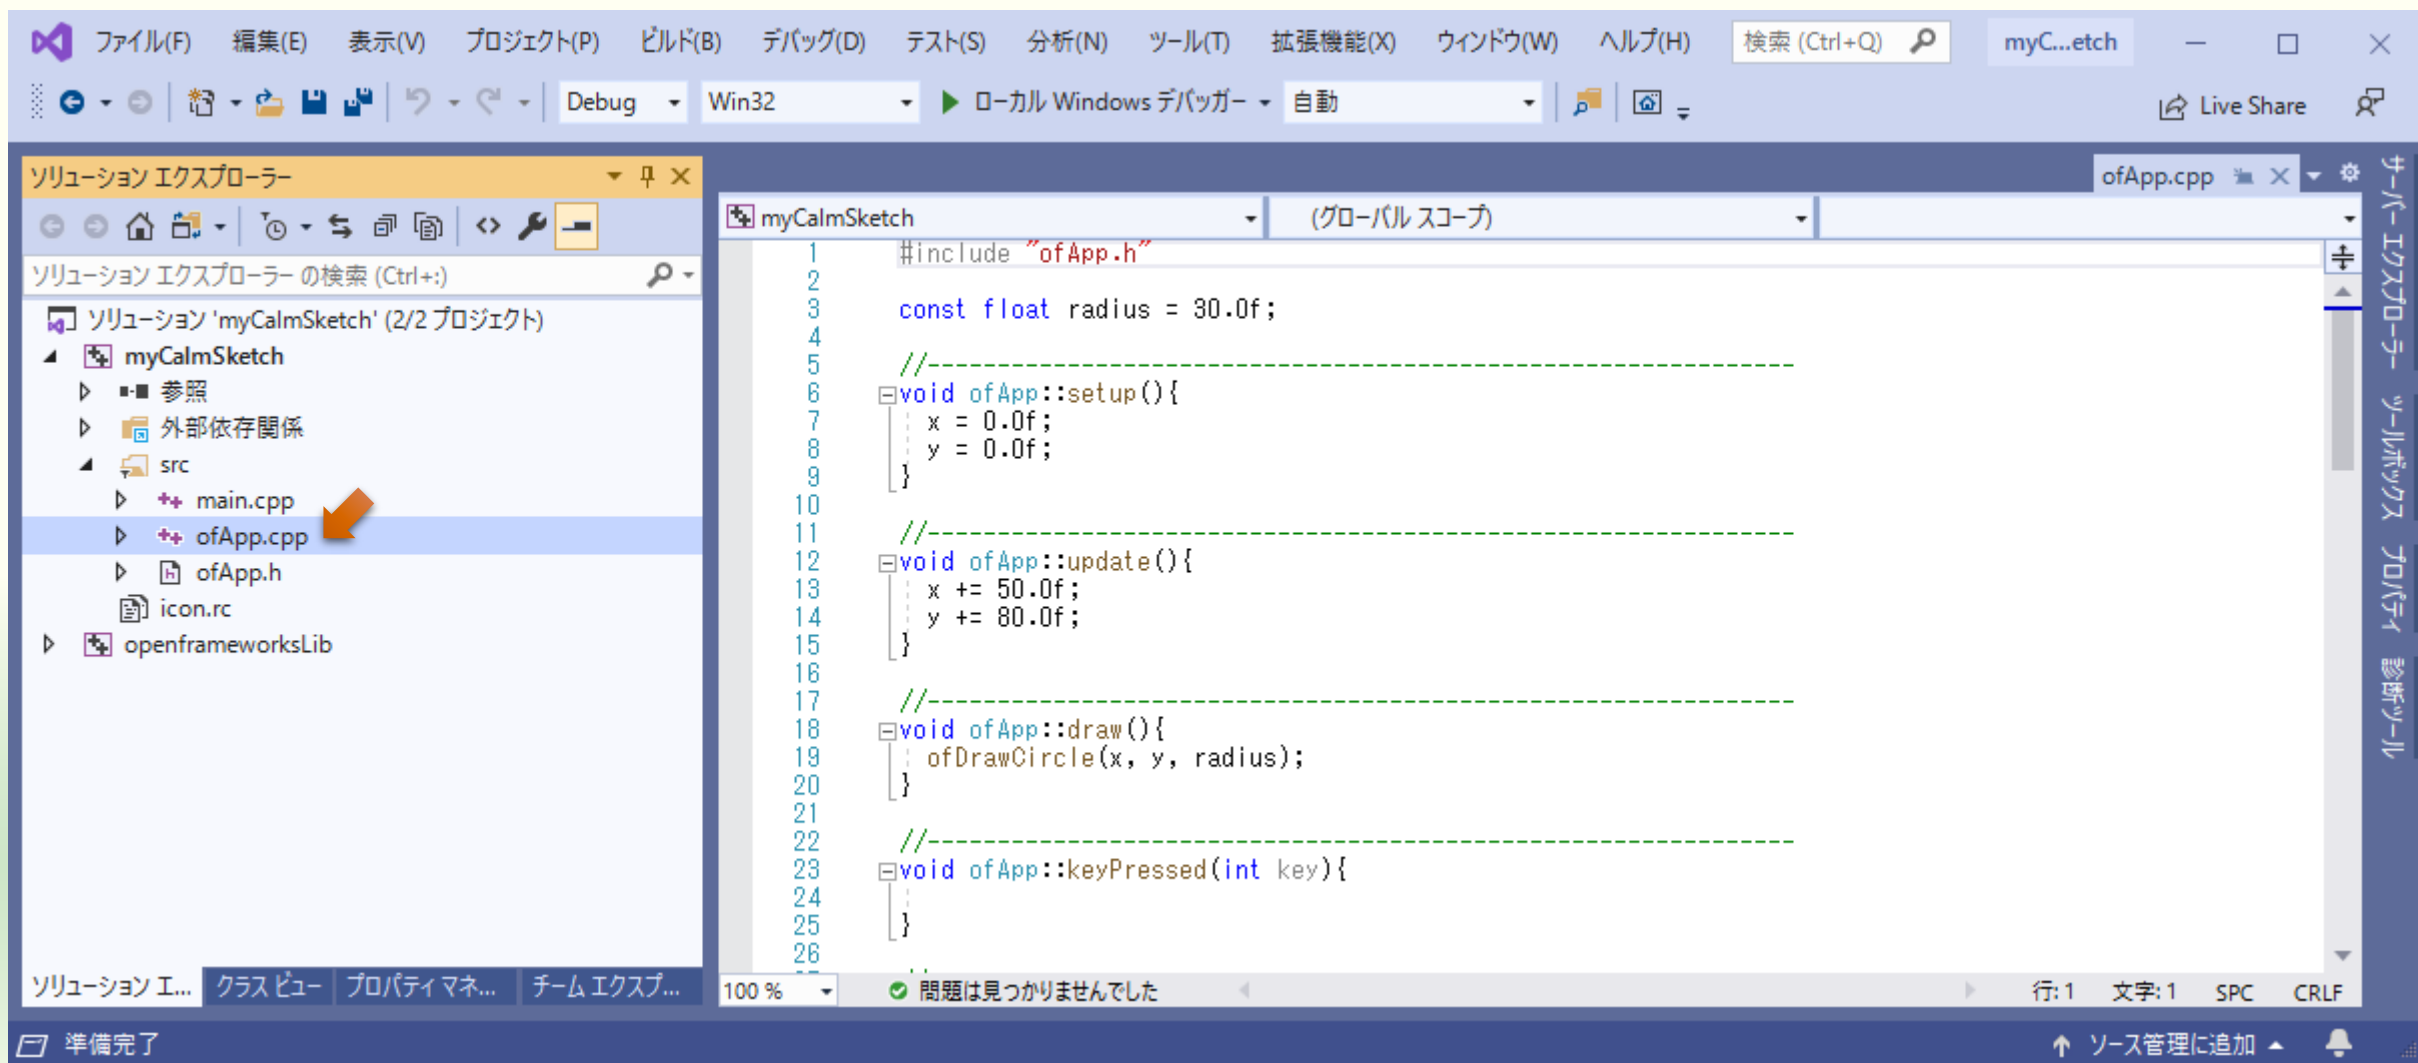 ファイル(F) 編集(E) 表示(V) プロジェクト(P) ビルド(B) デバッグ(D) テスト(S) 分析(N) ツール(T) 拡張機能(X) ウィンドウ(W) ヘルプ(H) 検索 (Ctrl+Q) myC...etch
Debug Win32 ローカル Windows デバッガー 自動 Live Share
ソリューション エクスプローラー
ソリューション エクスプローラー の検索 (Ctrl+:)
ソリューション 'myCalmSketch' (2/2 プロジェクト)
myCalmSketch
参照
外部依存関係
src
main.cpp
ofApp.cpp
ofApp.h
icon.rc
openframeworksLib
ソリューション エ... クラス ビュー プロパティ マネ... チーム エクスプ...
ofApp.cpp
myCalmSketch (グローバル スコープ)
1 #include "ofApp.h"
2
3 const float radius = 30.0f;
4
5 //--------------------------------------------------------------
6 void ofApp::setup(){
7 x = 0.0f;
8 y = 0.0f;
9 }
10
11 //--------------------------------------------------------------
12 void ofApp::update(){
13 x += 50.0f;
14 y += 80.0f;
15 }
16
17 //--------------------------------------------------------------
18 void ofApp::draw(){
19 ofDrawCircle(x, y, radius);
20 }
21
22 //--------------------------------------------------------------
23 void ofApp::keyPressed(int key){
24
25 }
26
100 % 問題は見つかりませんでした 行: 1 文字: 1 SPC CRLF
サーバー エクスプローラー
ツールボックス
プロパティ
診断ツール
準備完了 ソース管理に追加